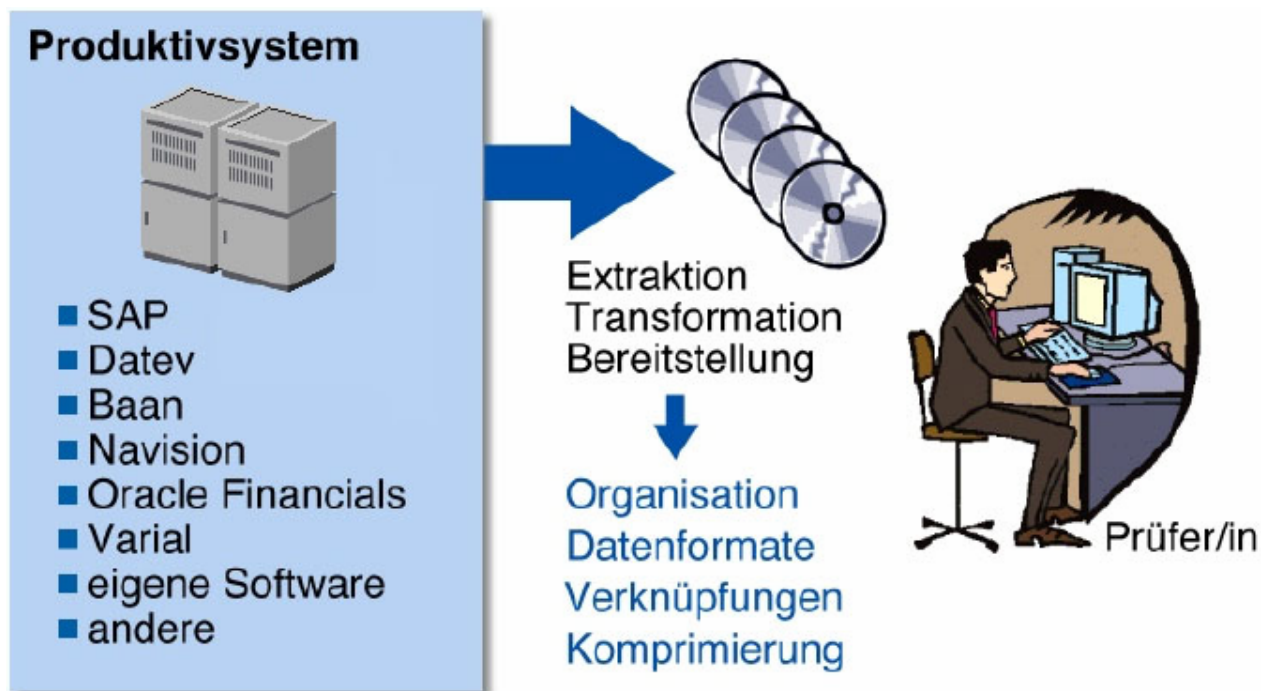 Produktivsystem
SAP
Datev
Baan
Navision
Oracle Financials
Varial
eigene Software
andere
Extraktion
Transformation
Bereitstellung
Organisation
Datenformate
Verknüpfungen
Komprimierung
Prüfer/in